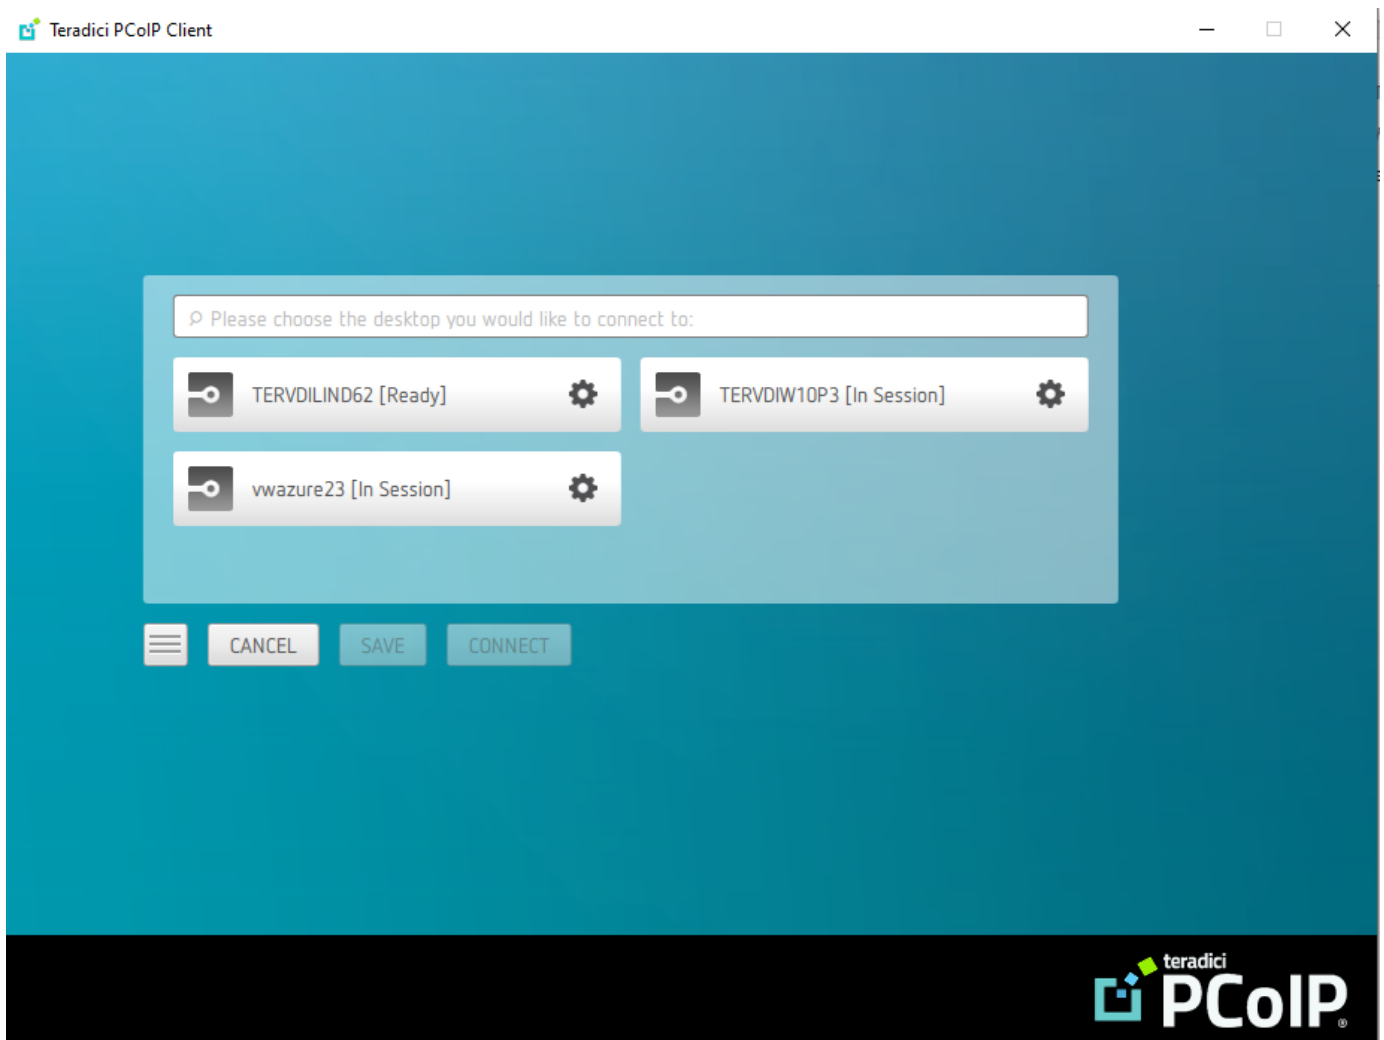 Teradici PCoIP Client
Please choose the desktop you would like to connect to:
TERVDILIND62 [Ready]
TERVDIW10P3 [In Session]
vwazure23 [In Session]
CANCEL
SAVE
CONNECT
teradici
PCoIP®